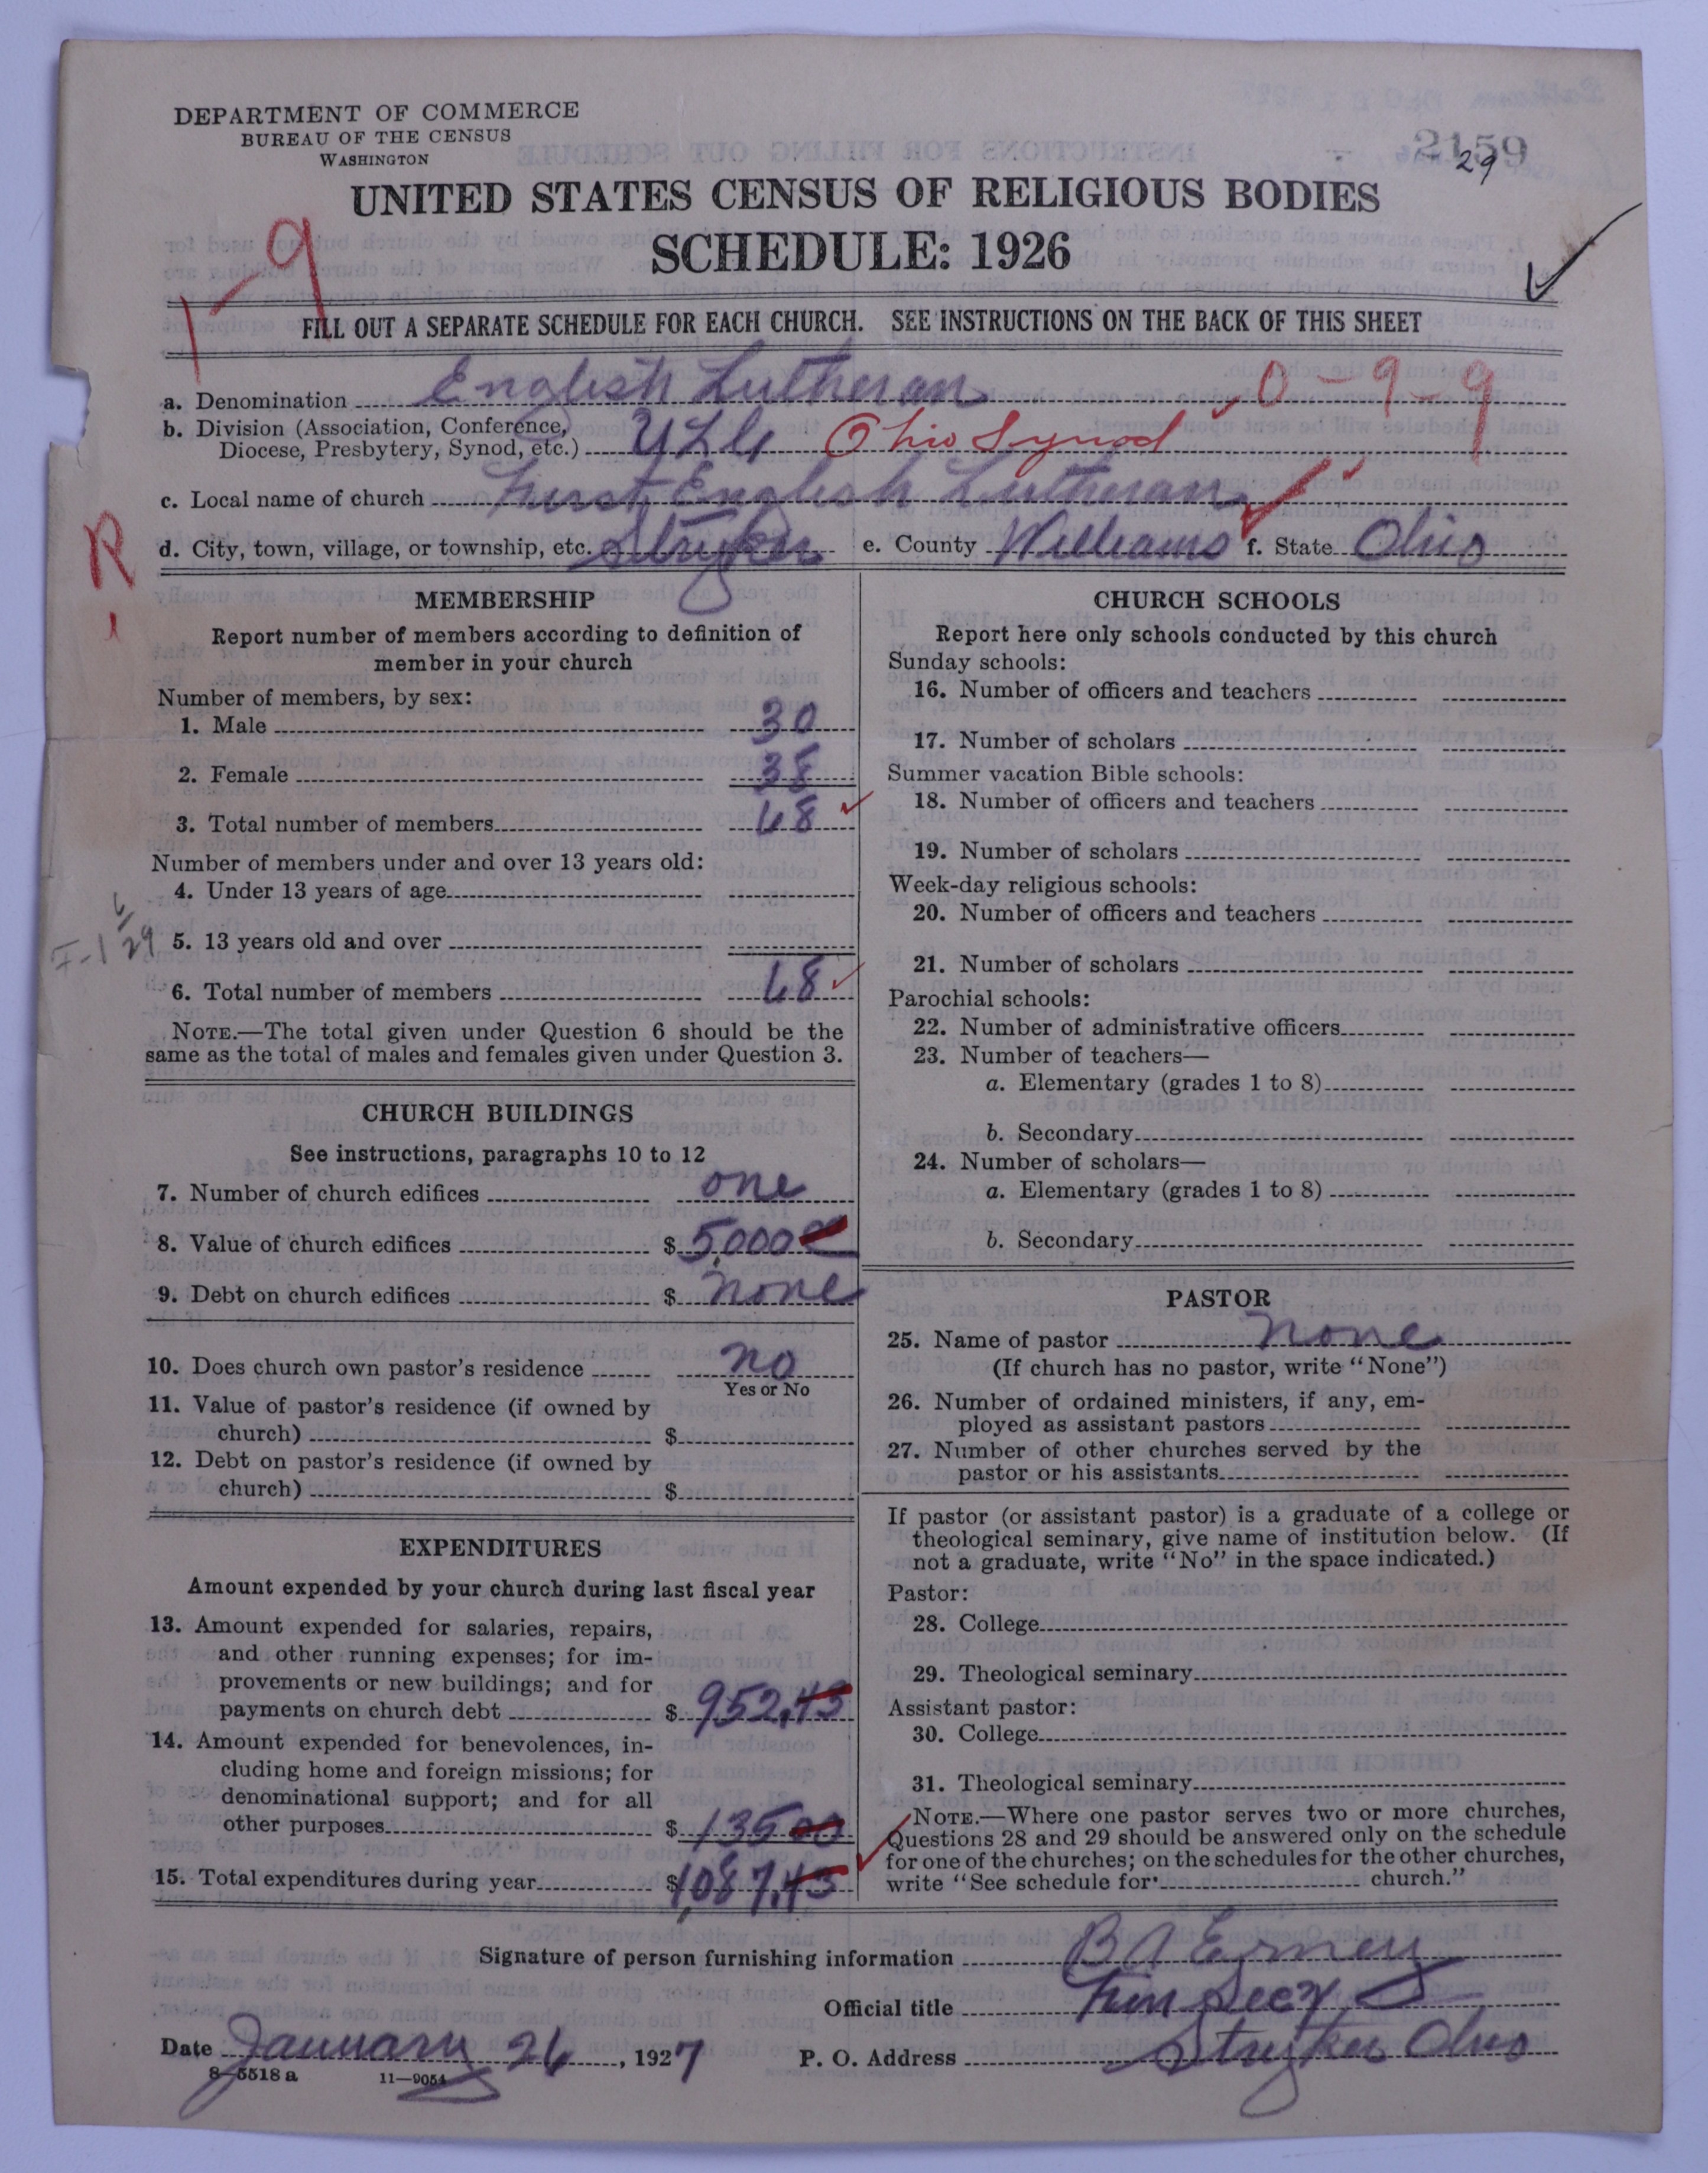 DEPARTMENT OF COMMERCE
BUREAU OF THE CENSUS
WASHINGTON
2159
29
UNITED STATES CENSUS OF RELIGIOUS BODIES
SCHEDULE: 1926
1-9
FILL OUT A SEPARATE SCHEDULE FOR EACH CHURCH. SEE INSTRUCTIONS ON THE BACK OF THIS SHEET
a. Denomination English Lutheran 0-9-9
b. Division (Association, Conference,
Diocese, Presbytery, Synod, etc.) Ohio Synod
c. Local name of church First English Lutheran
d. City, town, village, or township, etc. Stryker e. County Williams f. State Ohio
R
MEMBERSHIP
Report number of members according to definition of
member in your church
Number of members, by sex:
1. Male 30
2. Female 38
3. Total number of members 68
Number of members under and over 13 years old:
4. Under 13 years of age
5. 13 years old and over
6. Total number of members 68
NOTE.—The total given under Question 6 should be the
same as the total of males and females given under Question 3.
CHURCH BUILDINGS
See instructions, paragraphs 10 to 12
7. Number of church edifices one
8. Value of church edifices $ 5,000
9. Debt on church edifices $ none
10. Does church own pastor's residence no
Yes or No
11. Value of pastor's residence (if owned by
church) $
12. Debt on pastor's residence (if owned by
church) $
EXPENDITURES
Amount expended by your church during last fiscal year
13. Amount expended for salaries, repairs,
and other running expenses; for im-
provements or new buildings; and for
payments on church debt $ 952,43
14. Amount expended for benevolences, in-
cluding home and foreign missions; for
denominational support; and for all
other purposes $ 135 00
15. Total expenditures during year $ 1,087,43
CHURCH SCHOOLS
Report here only schools conducted by this church
Sunday schools:
16. Number of officers and teachers
17. Number of scholars
Summer vacation Bible schools:
18. Number of officers and teachers
19. Number of scholars
Week-day religious schools:
20. Number of officers and teachers
21. Number of scholars
Parochial schools:
22. Number of administrative officers
23. Number of teachers—
a. Elementary (grades 1 to 8)
b. Secondary
24. Number of scholars—
a. Elementary (grades 1 to 8)
b. Secondary
PASTOR
25. Name of pastor none
(If church has no pastor, write "None")
26. Number of ordained ministers, if any, em-
ployed as assistant pastors
27. Number of other churches served by the
pastor or his assistants
If pastor (or assistant pastor) is a graduate of a college or
theological seminary, give name of institution below. (If
not a graduate, write "No" in the space indicated.)
Pastor:
28. College
29. Theological seminary
Assistant pastor:
30. College
31. Theological seminary
NOTE.—Where one pastor serves two or more churches,
Questions 28 and 29 should be answered only on the schedule
for one of the churches; on the schedules for the other churches,
write "See schedule for church."
Signature of person furnishing information B A Erney
Official title Fin Secy
Date January 26, 1927 P. O. Address Stryker Ohio
8-5518 a 11-9054